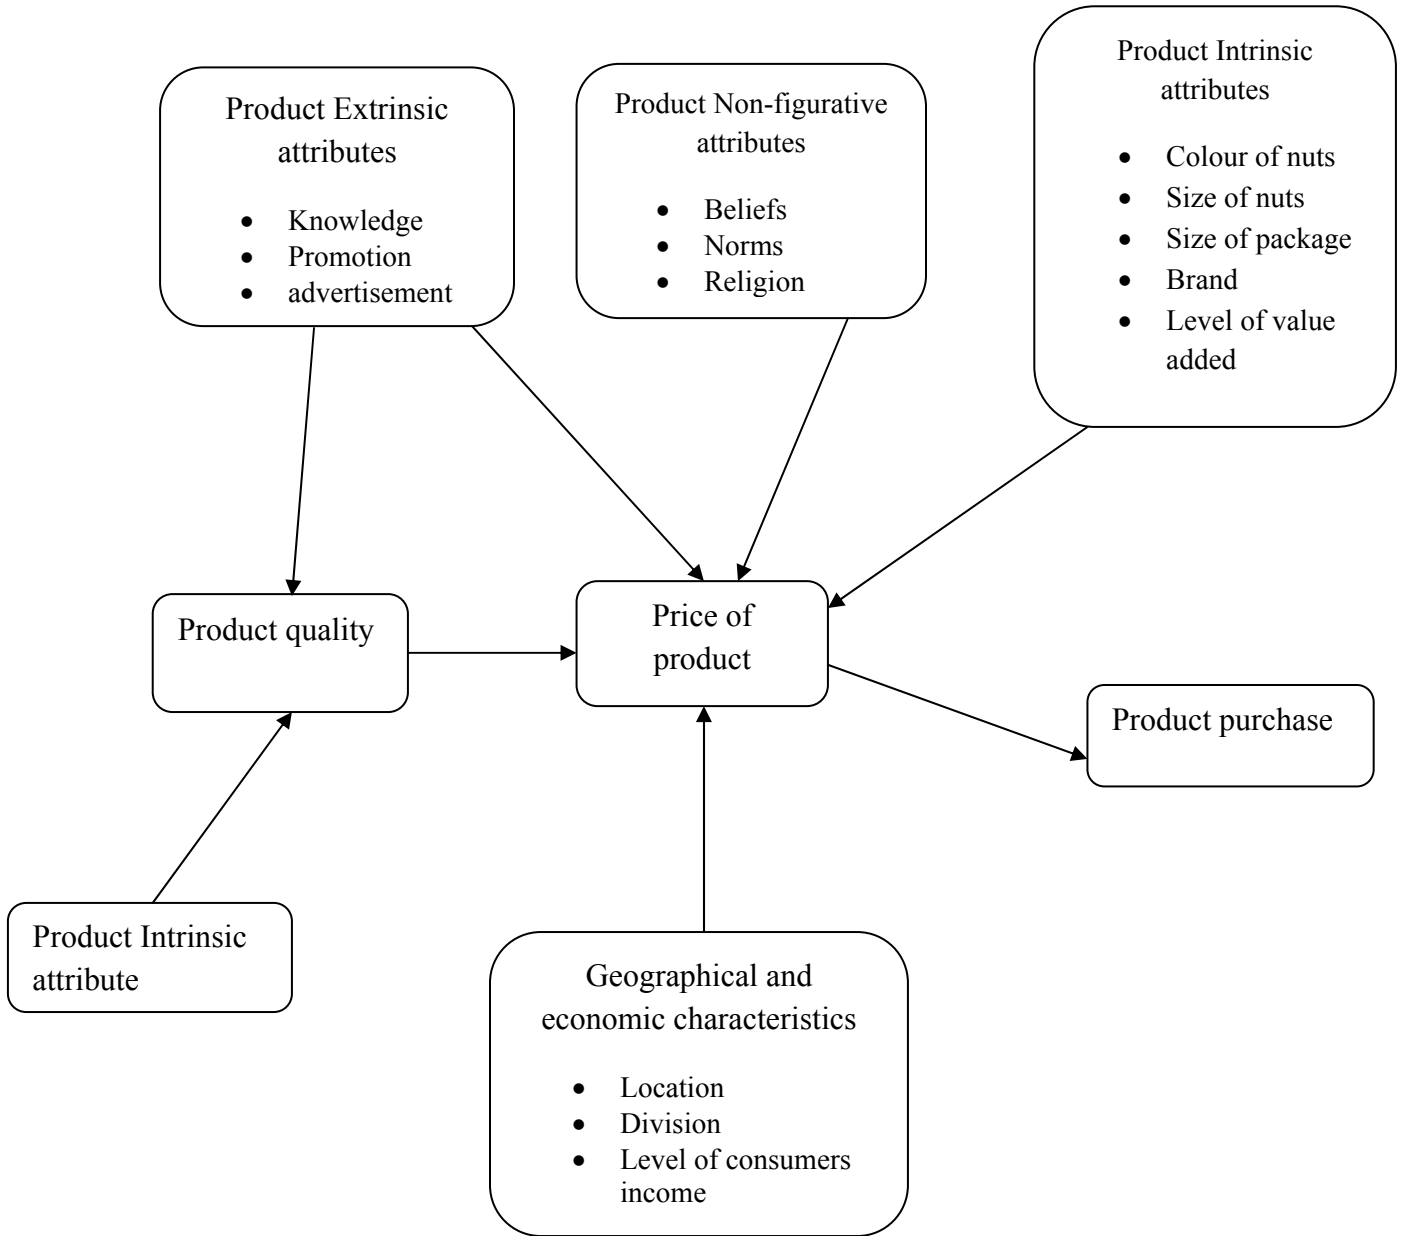 Product Extrinsic
attributes
• Knowledge
• Promotion
• advertisement
Product Non-figurative
attributes
• Beliefs
• Norms
• Religion
Product Intrinsic
attributes
• Colour of nuts
• Size of nuts
• Size of package
• Brand
• Level of value
added
Product quality
Price of
product
Product purchase
Product Intrinsic
attribute
Geographical and
economic characteristics
• Location
• Division
• Level of consumers
income